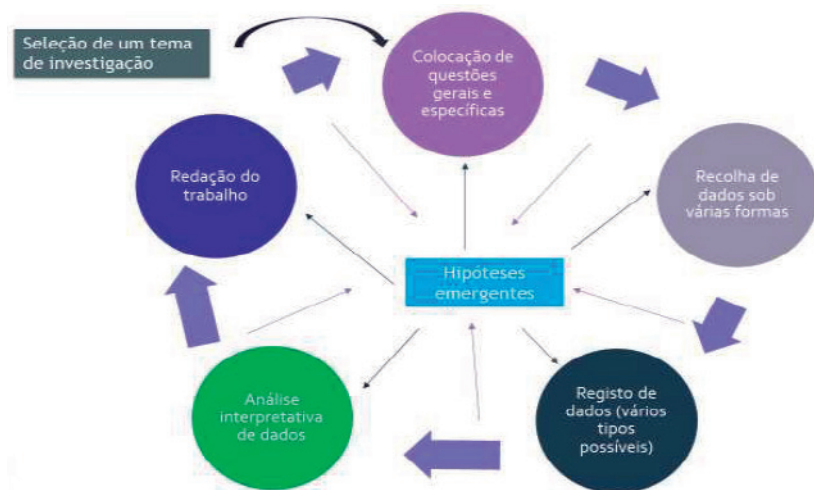 Seleção de um tema
de investigação
Colocação de
questões
gerais e
específicas
Recolha de
dados sob
várias formas
Registo de
dados (vários
tipos
possíveis)
Análise
interpretativa
de dados
Redação do
trabalho
Hipóteses
emergentes